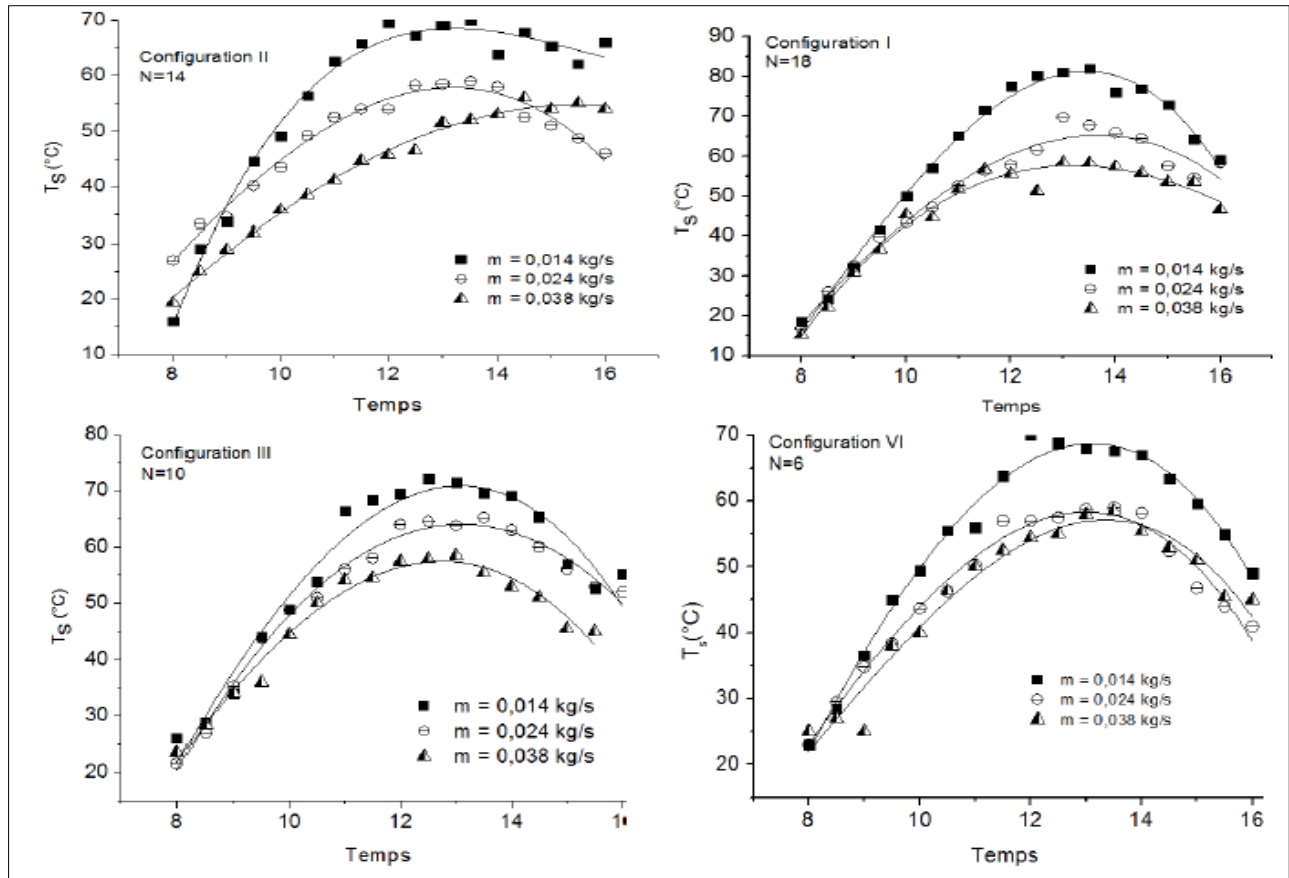 Configuration II
N=14
70
60
50
40
30
20
10
T_S (°C)
m = 0,014 kg/s
m = 0,024 kg/s
m = 0,038 kg/s
8 10 12 14 16
Temps
Configuration I
N=18
90
80
70
60
50
40
30
20
10
T_S (°C)
m = 0,014 kg/s
m = 0,024 kg/s
m = 0,038 kg/s
8 10 12 14 16
Temps
Configuration III
N=10
80
70
60
50
40
30
20
T_S (°C)
m = 0,014 kg/s
m = 0,024 kg/s
m = 0,038 kg/s
8 10 12 14
Temps
Configuration VI
N=6
70
60
50
40
30
20
T_s (°C)
m = 0,014 kg/s
m = 0,024 kg/s
m = 0,038 kg/s
8 10 12 14 16
Temps